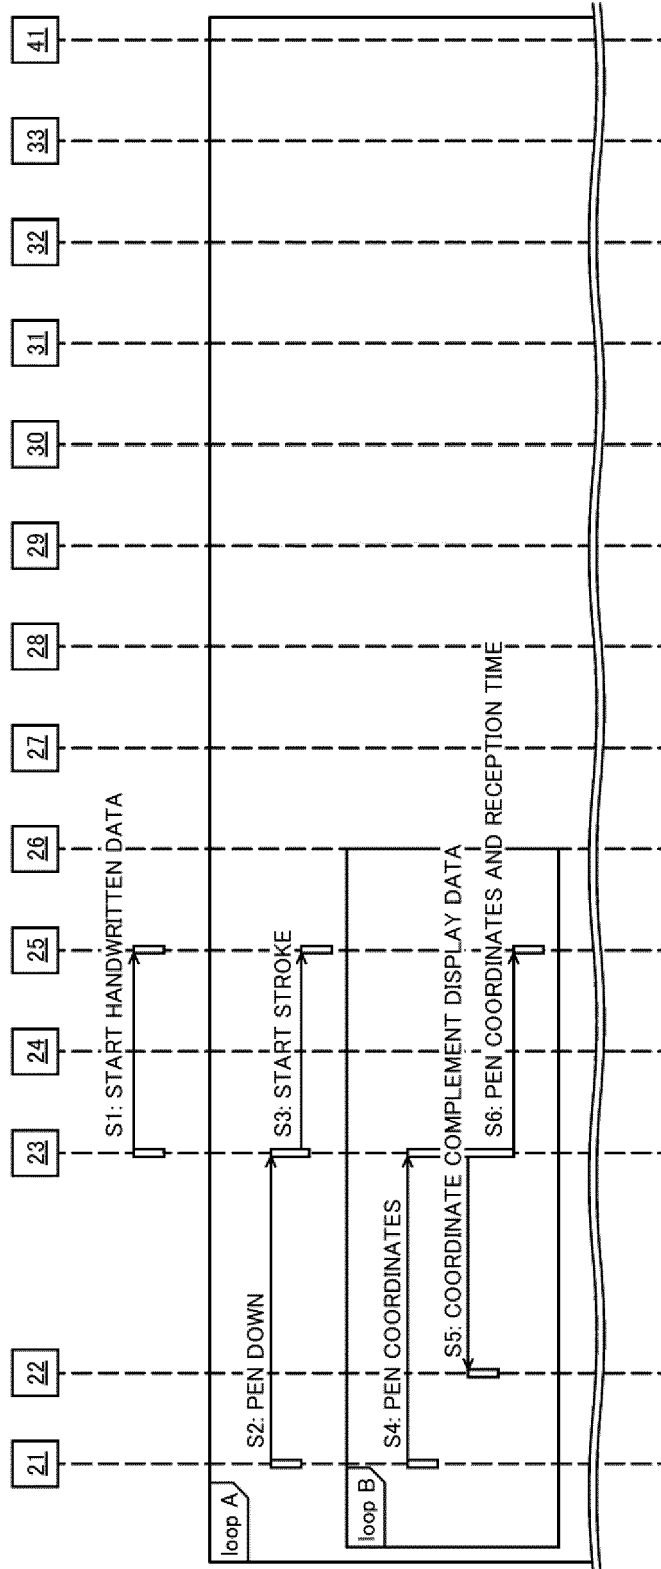 21
22
23
24
25
26
27
28
29
30
31
32
33
41
S1: START HANDWRITTEN DATA
loop A
S2: PEN DOWN
S3: START STROKE
loop B
S4: PEN COORDINATES
S5: COORDINATE COMPLEMENT DISPLAY DATA
S6: PEN COORDINATES AND RECEPTION TIME